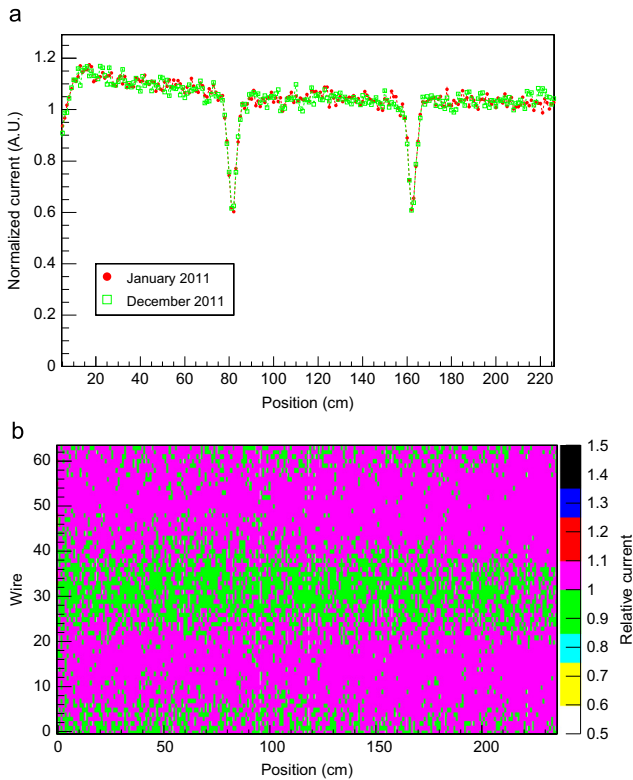 a
Normalized current (A.U.)
1.2
1
0.8
0.6
0.4
0.2
0
January 2011
December 2011
20 40 60 80 100 120 140 160 180 200 220
Position (cm)
b
Wire
60
50
40
30
20
10
0
0 50 100 150 200
Position (cm)
1.5
1.4
1.3
1.2
1.1
1
0.9
0.8
0.7
0.6
0.5
Relative current